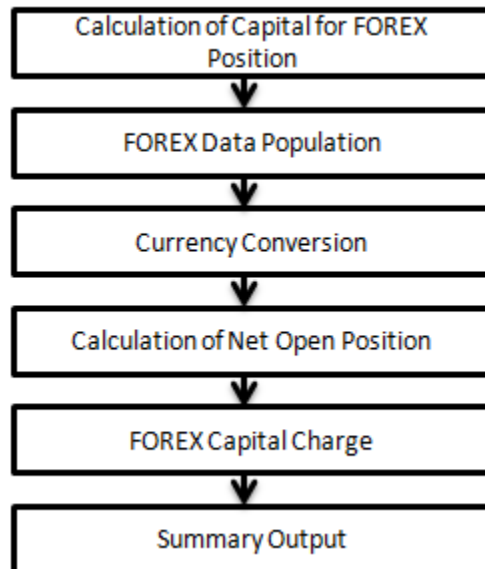 Calculation of Capital for FOREX
Position
FOREX Data Population
Currency Conversion
Calculation of Net Open Position
FOREX Capital Charge
Summary Output